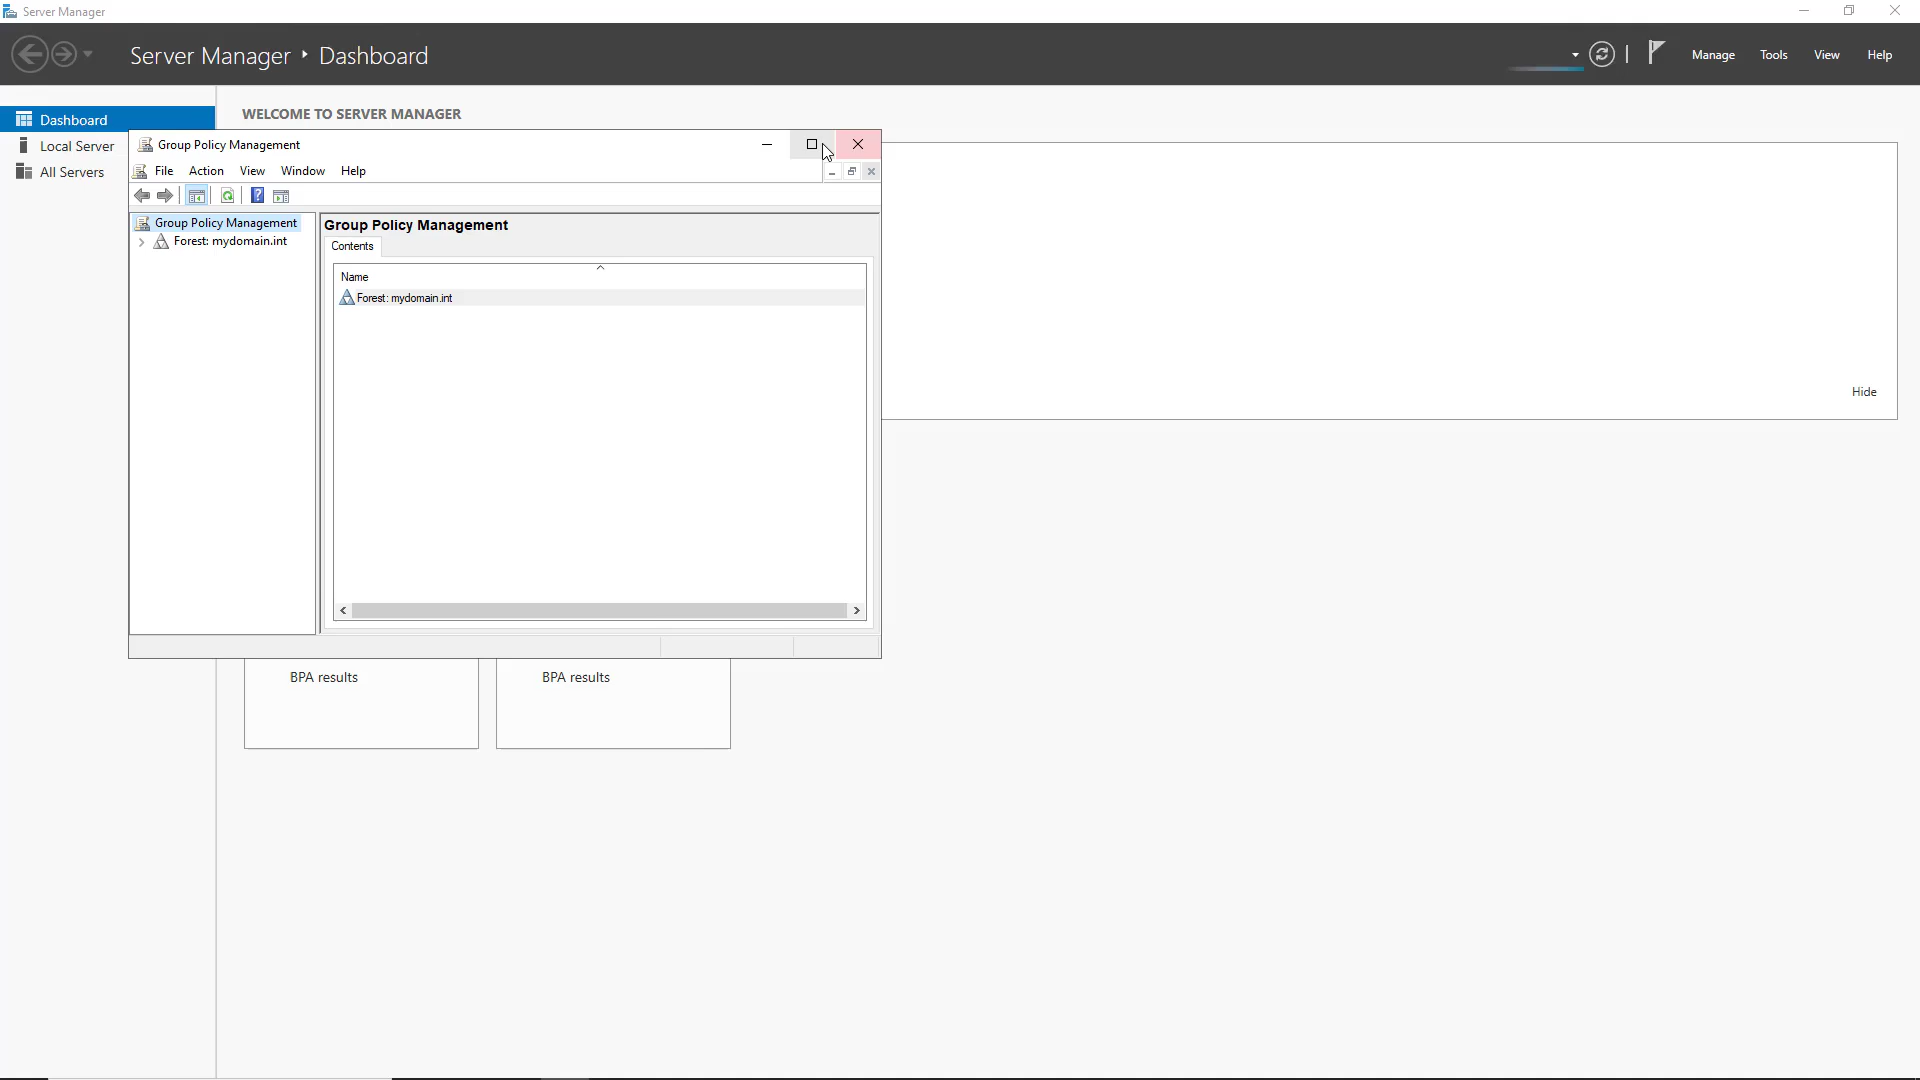 Server Manager
Server Manager ‣ Dashboard
Manage Tools View Help
Dashboard
Local Server
All Servers
WELCOME TO SERVER MANAGER
Group Policy Management
File Action View Window Help
Group Policy Management
Forest: mydomain.int
Group Policy Management
Contents
Name
Forest: mydomain.int
Hide
BPA results
BPA results